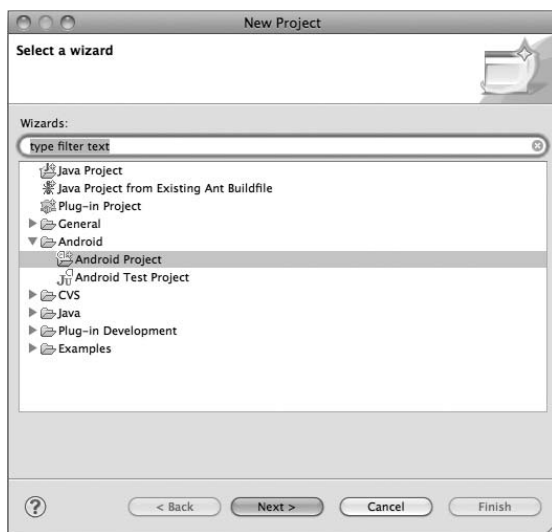 New Project
Select a wizard
Wizards:
type filter text
Java Project
Java Project from Existing Ant Buildfile
Plug-in Project
General
Android
Android Project
Android Test Project
CVS
Java
Plug-in Development
Examples
?
< Back
Next >
Cancel
Finish